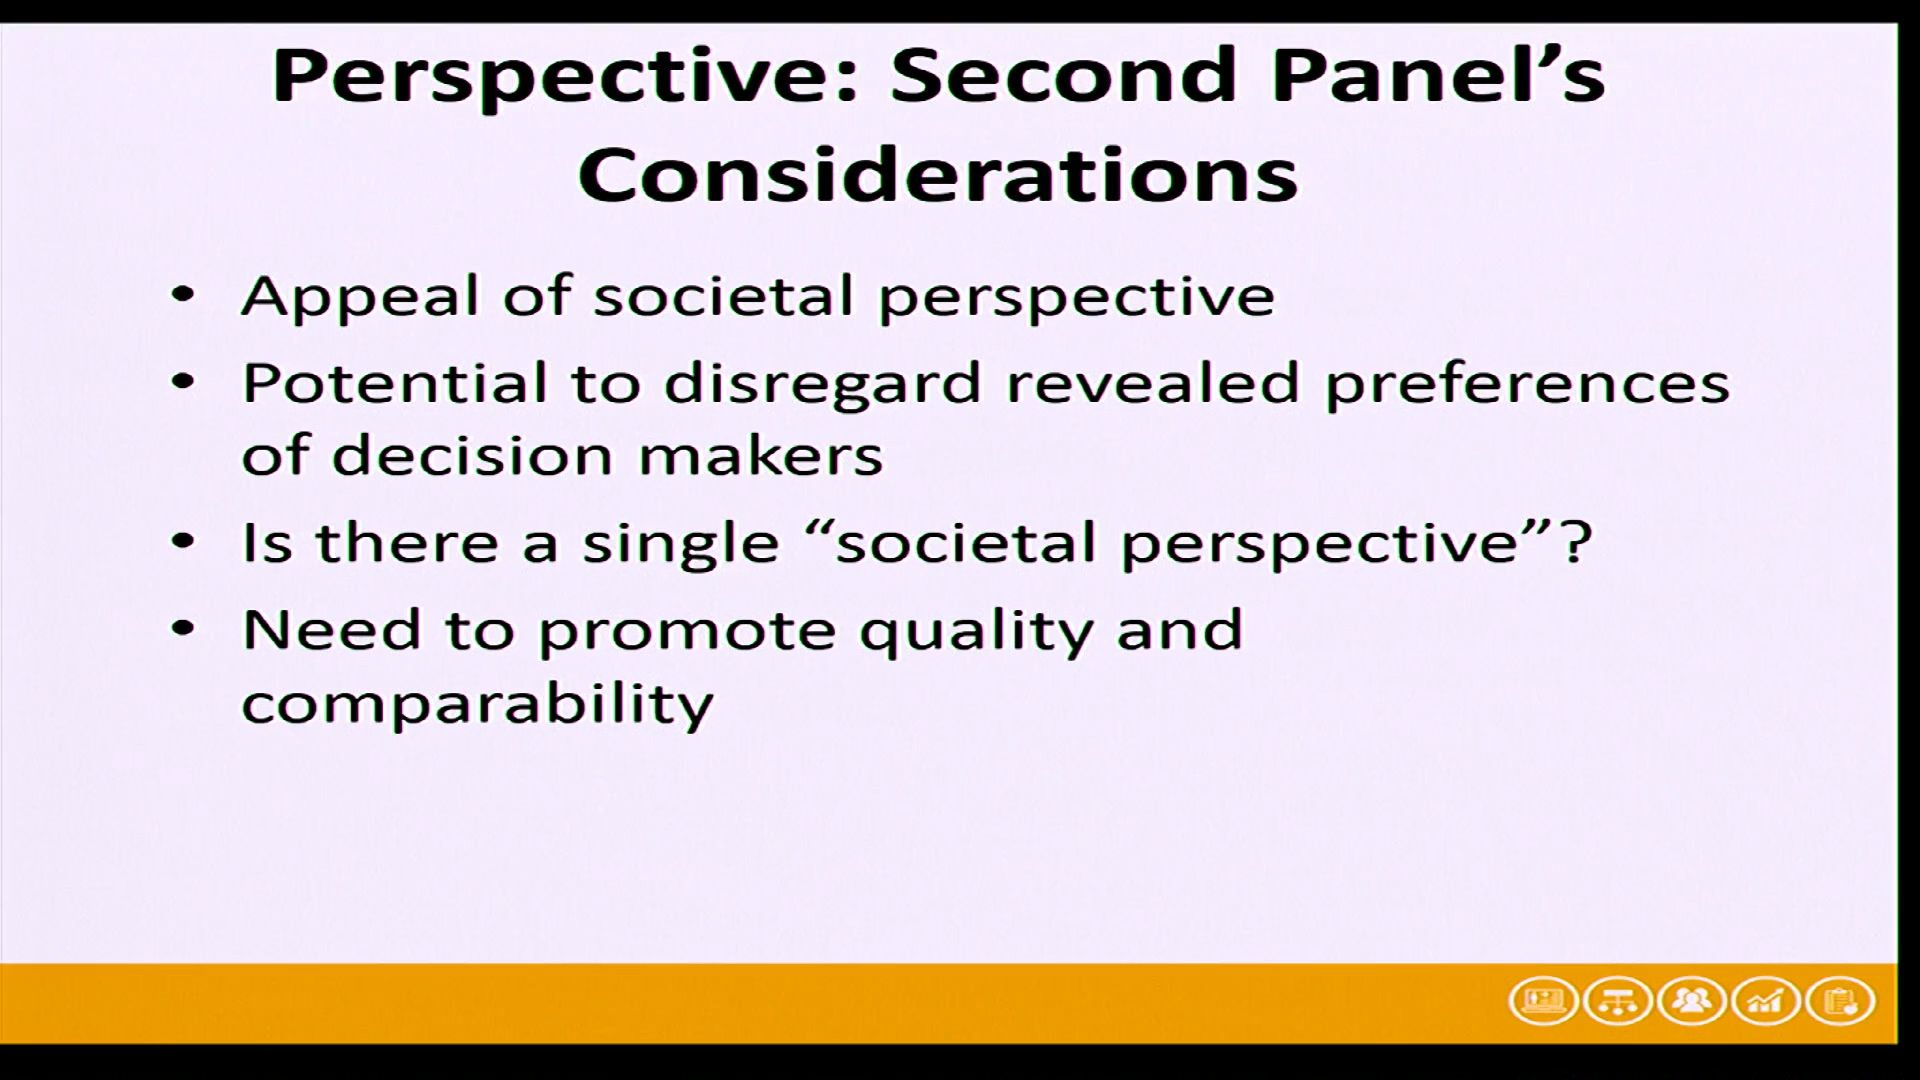 Perspective: Second Panel’s
Considerations
• Appeal of societal perspective
• Potential to disregard revealed preferences
of decision makers
• Is there a single “societal perspective”?
• Need to promote quality and
comparability